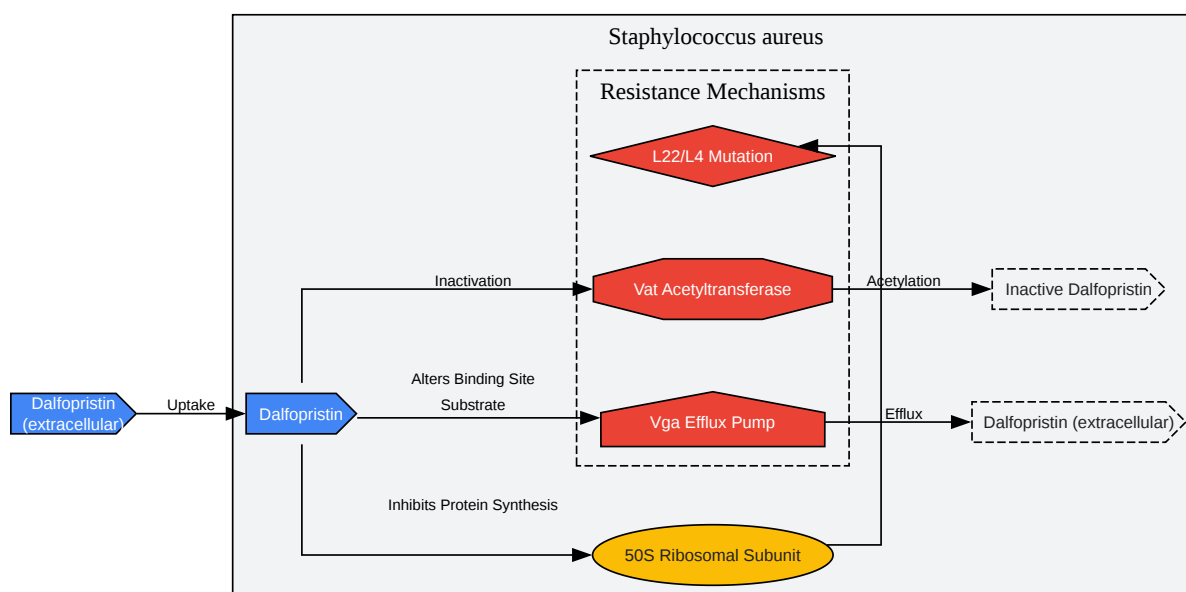 Staphylococcus aureus
Resistance Mechanisms
L22/L4 Mutation
Inactivation
Vat Acetyltransferase
Acetylation
Inactive Dalfopristin
Alters Binding Site
Dalfopristin
(extracellular)
Uptake
Dalfopristin
Substrate
Vga Efflux Pump
Efflux
Dalfopristin (extracellular)
Inhibits Protein Synthesis
50S Ribosomal Subunit